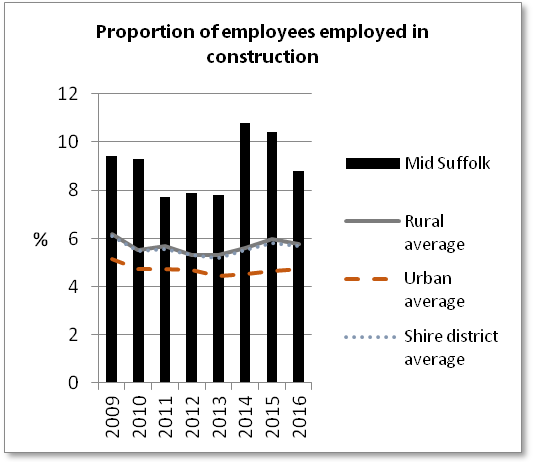 Proportion of employees employed in
construction
12
10
8
6
4
2
0
%
2009
2010
2011
2012
2013
2014
2015
2016
Mid Suffolk
Rural
average
Urban
average
Shire district
average